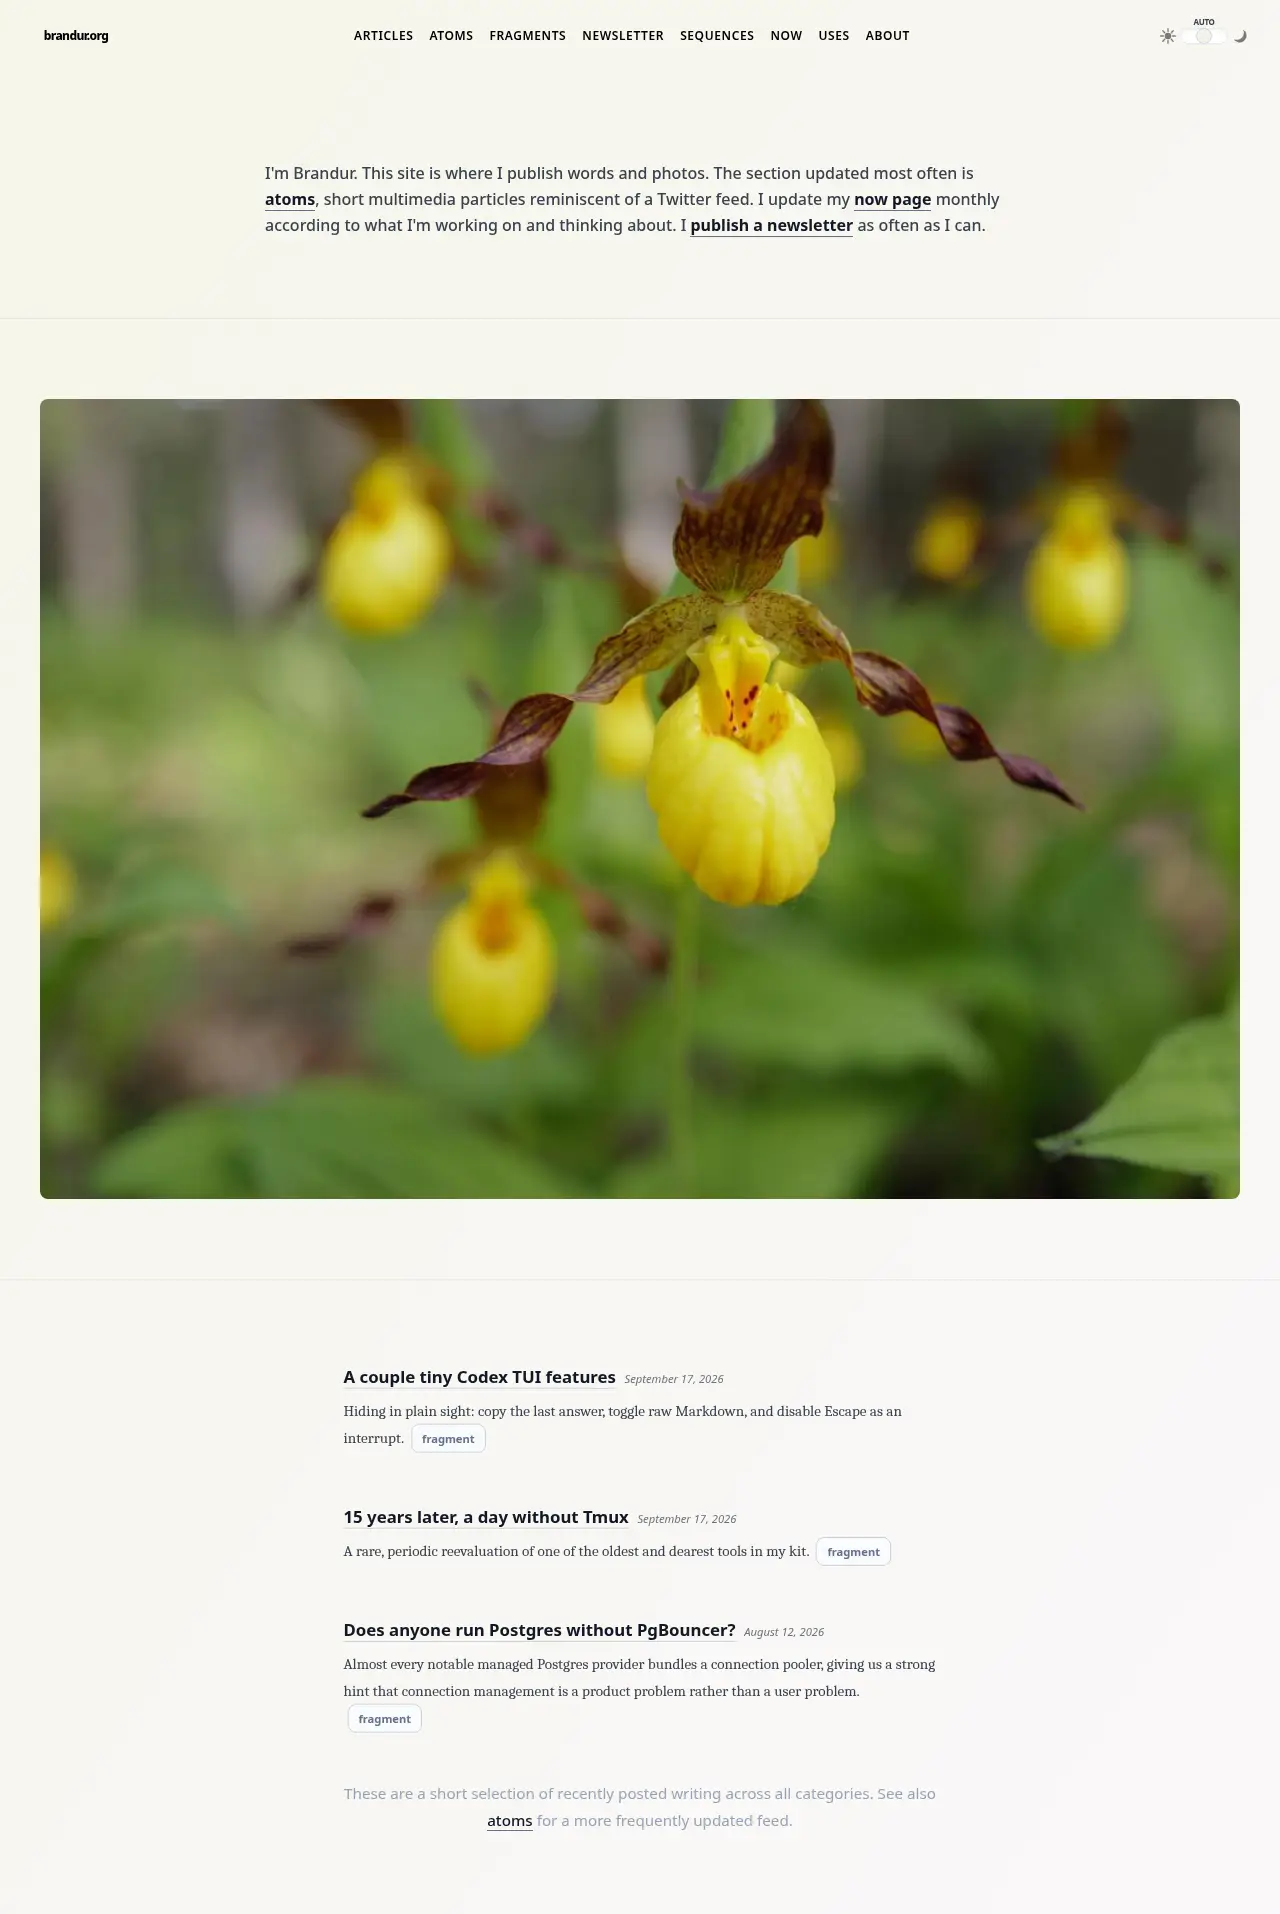 brandur.org
ARTICLES ATOMS FRAGMENTS NEWSLETTER SEQUENCES NOW USES ABOUT
AUTO
I'm Brandur. This site is where I publish words and photos. The section updated most often is
atoms, short multimedia particles reminiscent of a Twitter feed. I update my now page monthly
according to what I'm working on and thinking about. I publish a newsletter as often as I can.
A couple tiny Codex TUI features September 17, 2026
Hiding in plain sight: copy the last answer, toggle raw Markdown, and disable Escape as an
interrupt. fragment
15 years later, a day without Tmux September 17, 2026
A rare, periodic reevaluation of one of the oldest and dearest tools in my kit. fragment
Does anyone run Postgres without PgBouncer? August 12, 2026
Almost every notable managed Postgres provider bundles a connection pooler, giving us a strong
hint that connection management is a product problem rather than a user problem.
fragment
These are a short selection of recently posted writing across all categories. See also
atoms for a more frequently updated feed.